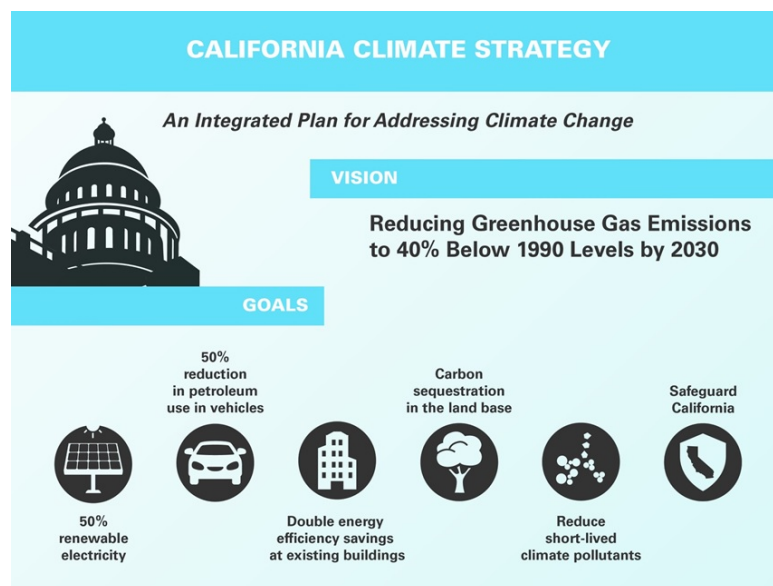 CALIFORNIA CLIMATE STRATEGY
An Integrated Plan for Addressing Climate Change
VISION
Reducing Greenhouse Gas Emissions
to 40% Below 1990 Levels by 2030
GOALS
50%
renewable
electricity
50%
reduction
in petroleum
use in vehicles
Double energy
efficiency savings
at existing buildings
Carbon
sequestration
in the land base
Reduce
short-lived
climate pollutants
Safeguard
California